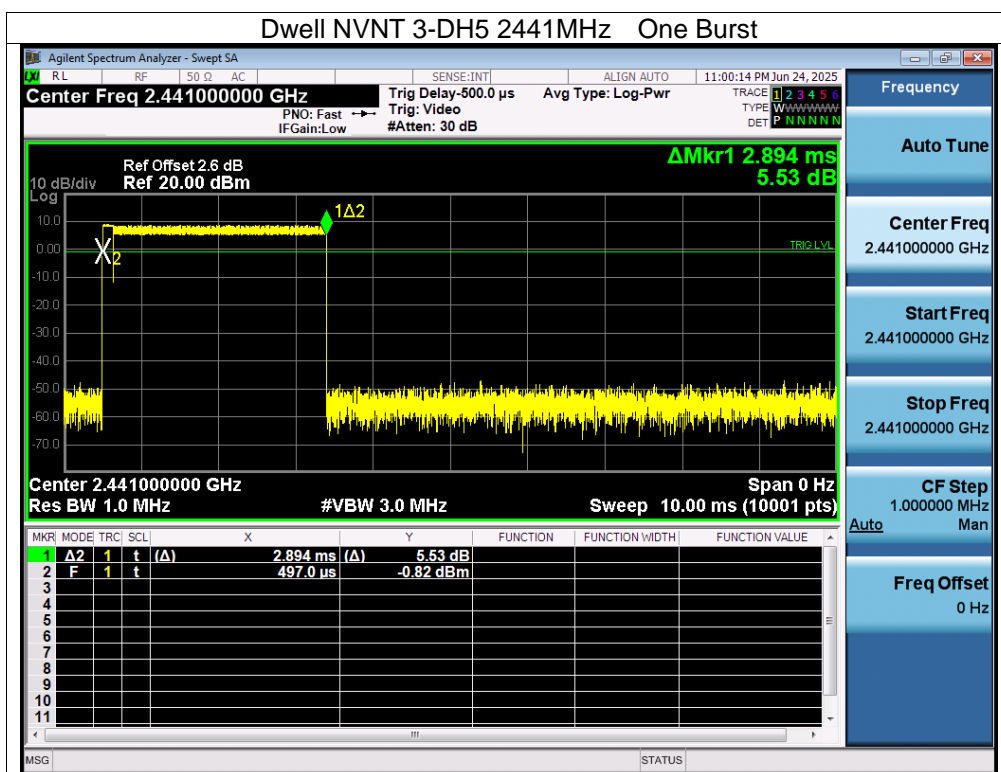 Dwell NVNT 3-DH5 2441MHz One Burst
Agilent Spectrum Analyzer - Swept SA
LXI RL RF 50 Ω AC SENSE:INT ALIGN AUTO 11:00:14 PM Jun 24, 2025
Center Freq 2.441000000 GHz
PNO: Fast
IFGain:Low
Trig Delay-500.0 µs
Trig: Video
#Atten: 30 dB
Avg Type: Log-Pwr
TRACE 1 2 3 4 5 6
TYPE WWWWWW
DET P N N N N N
Frequency
Auto Tune
Center Freq
2.441000000 GHz
Start Freq
2.441000000 GHz
Stop Freq
2.441000000 GHz
CF Step
1.000000 MHz
Auto Man
Freq Offset
0 Hz
ΔMkr1 2.894 ms
5.53 dB
Ref Offset 2.6 dB
10 dB/div Ref 20.00 dBm
Log
10.0
0.00
-10.0
-20.0
-30.0
-40.0
-50.0
-60.0
-70.0
1Δ2
2
TRIG LVL
Center 2.441000000 GHz Span 0 Hz
Res BW 1.0 MHz #VBW 3.0 MHz Sweep 10.00 ms (10001 pts)
MKR MODE TRC SCL X Y FUNCTION FUNCTION WIDTH FUNCTION VALUE
1 Δ2 1 t (Δ) 2.894 ms (Δ) 5.53 dB
2 F 1 t 497.0 µs -0.82 dBm
3
4
5
6
7
8
9
10
11
MSG STATUS